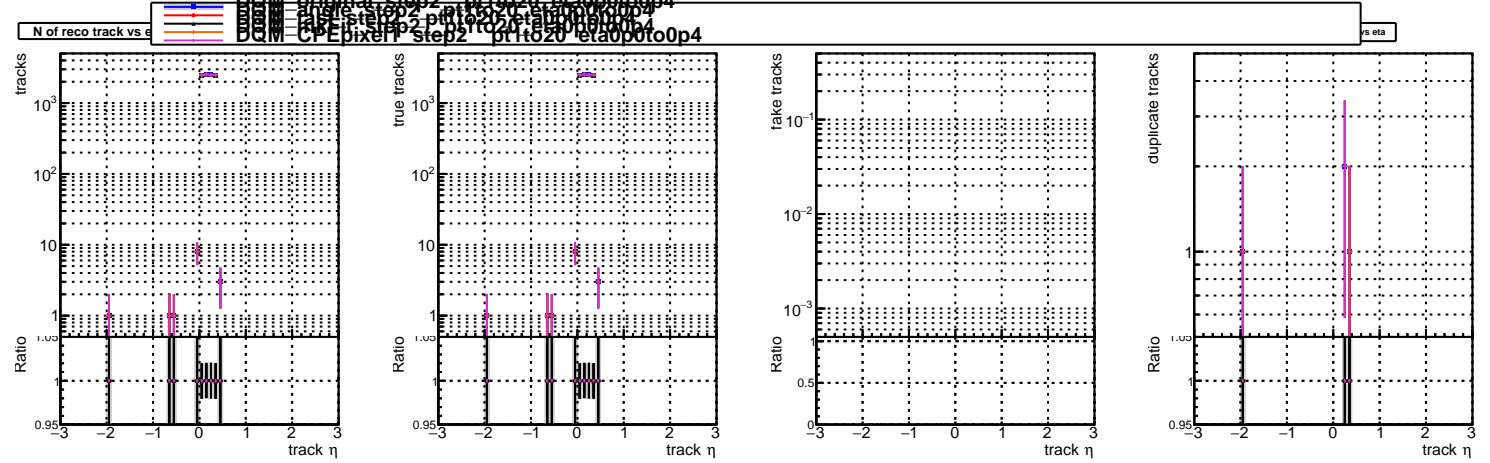 DQM_original_step2__pt1to20_eta0p0to0p4
DQM_angle_step2__pt1to20_eta0p0to0p4
DQM_CPEpixelT_step2__pt1to20_eta0p0to0p4
N of reco track vs e
vs eta
tracks
10³
10²
10
1
1.05
Ratio
1
0.95
−3 −2 −1 0 1 2 3
track η
true tracks
10³
10²
10
1
1.05
Ratio
1
0.95
−3 −2 −1 0 1 2 3
track η
fake tracks
10⁻¹
10⁻²
10⁻³
1
Ratio
0.5
0
−3 −2 −1 0 1 2 3
track η
duplicate tracks
1
1.05
Ratio
1
0.95
−3 −2 −1 0 1 2 3
track η